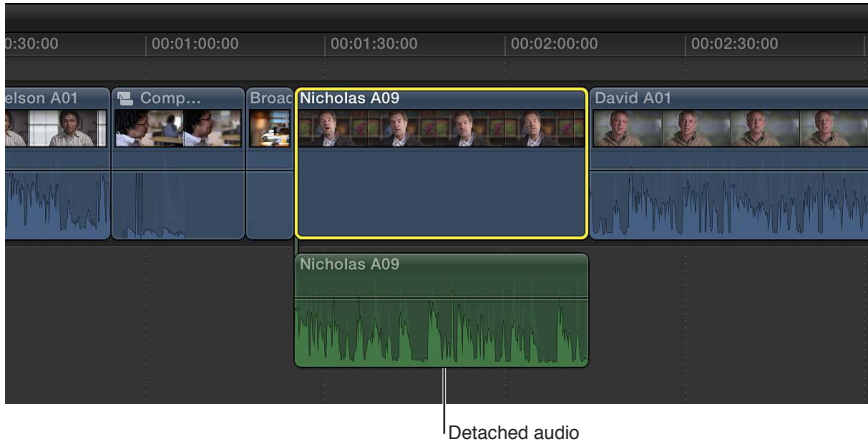 0:30:00 00:01:00:00 00:01:30:00 00:02:00:00 00:02:30:00
elson A01 Comp... Broad Nicholas A09 David A01
Nicholas A09
Detached audio